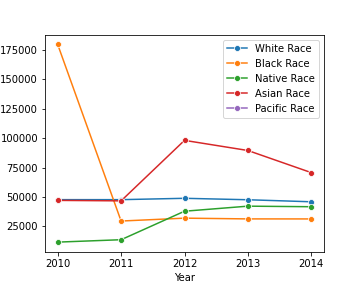 White Race
Black Race
Native Race
Asian Race
Pacific Race
175000
150000
125000
100000
75000
50000
25000
2010 2011 2012 2013 2014
Year